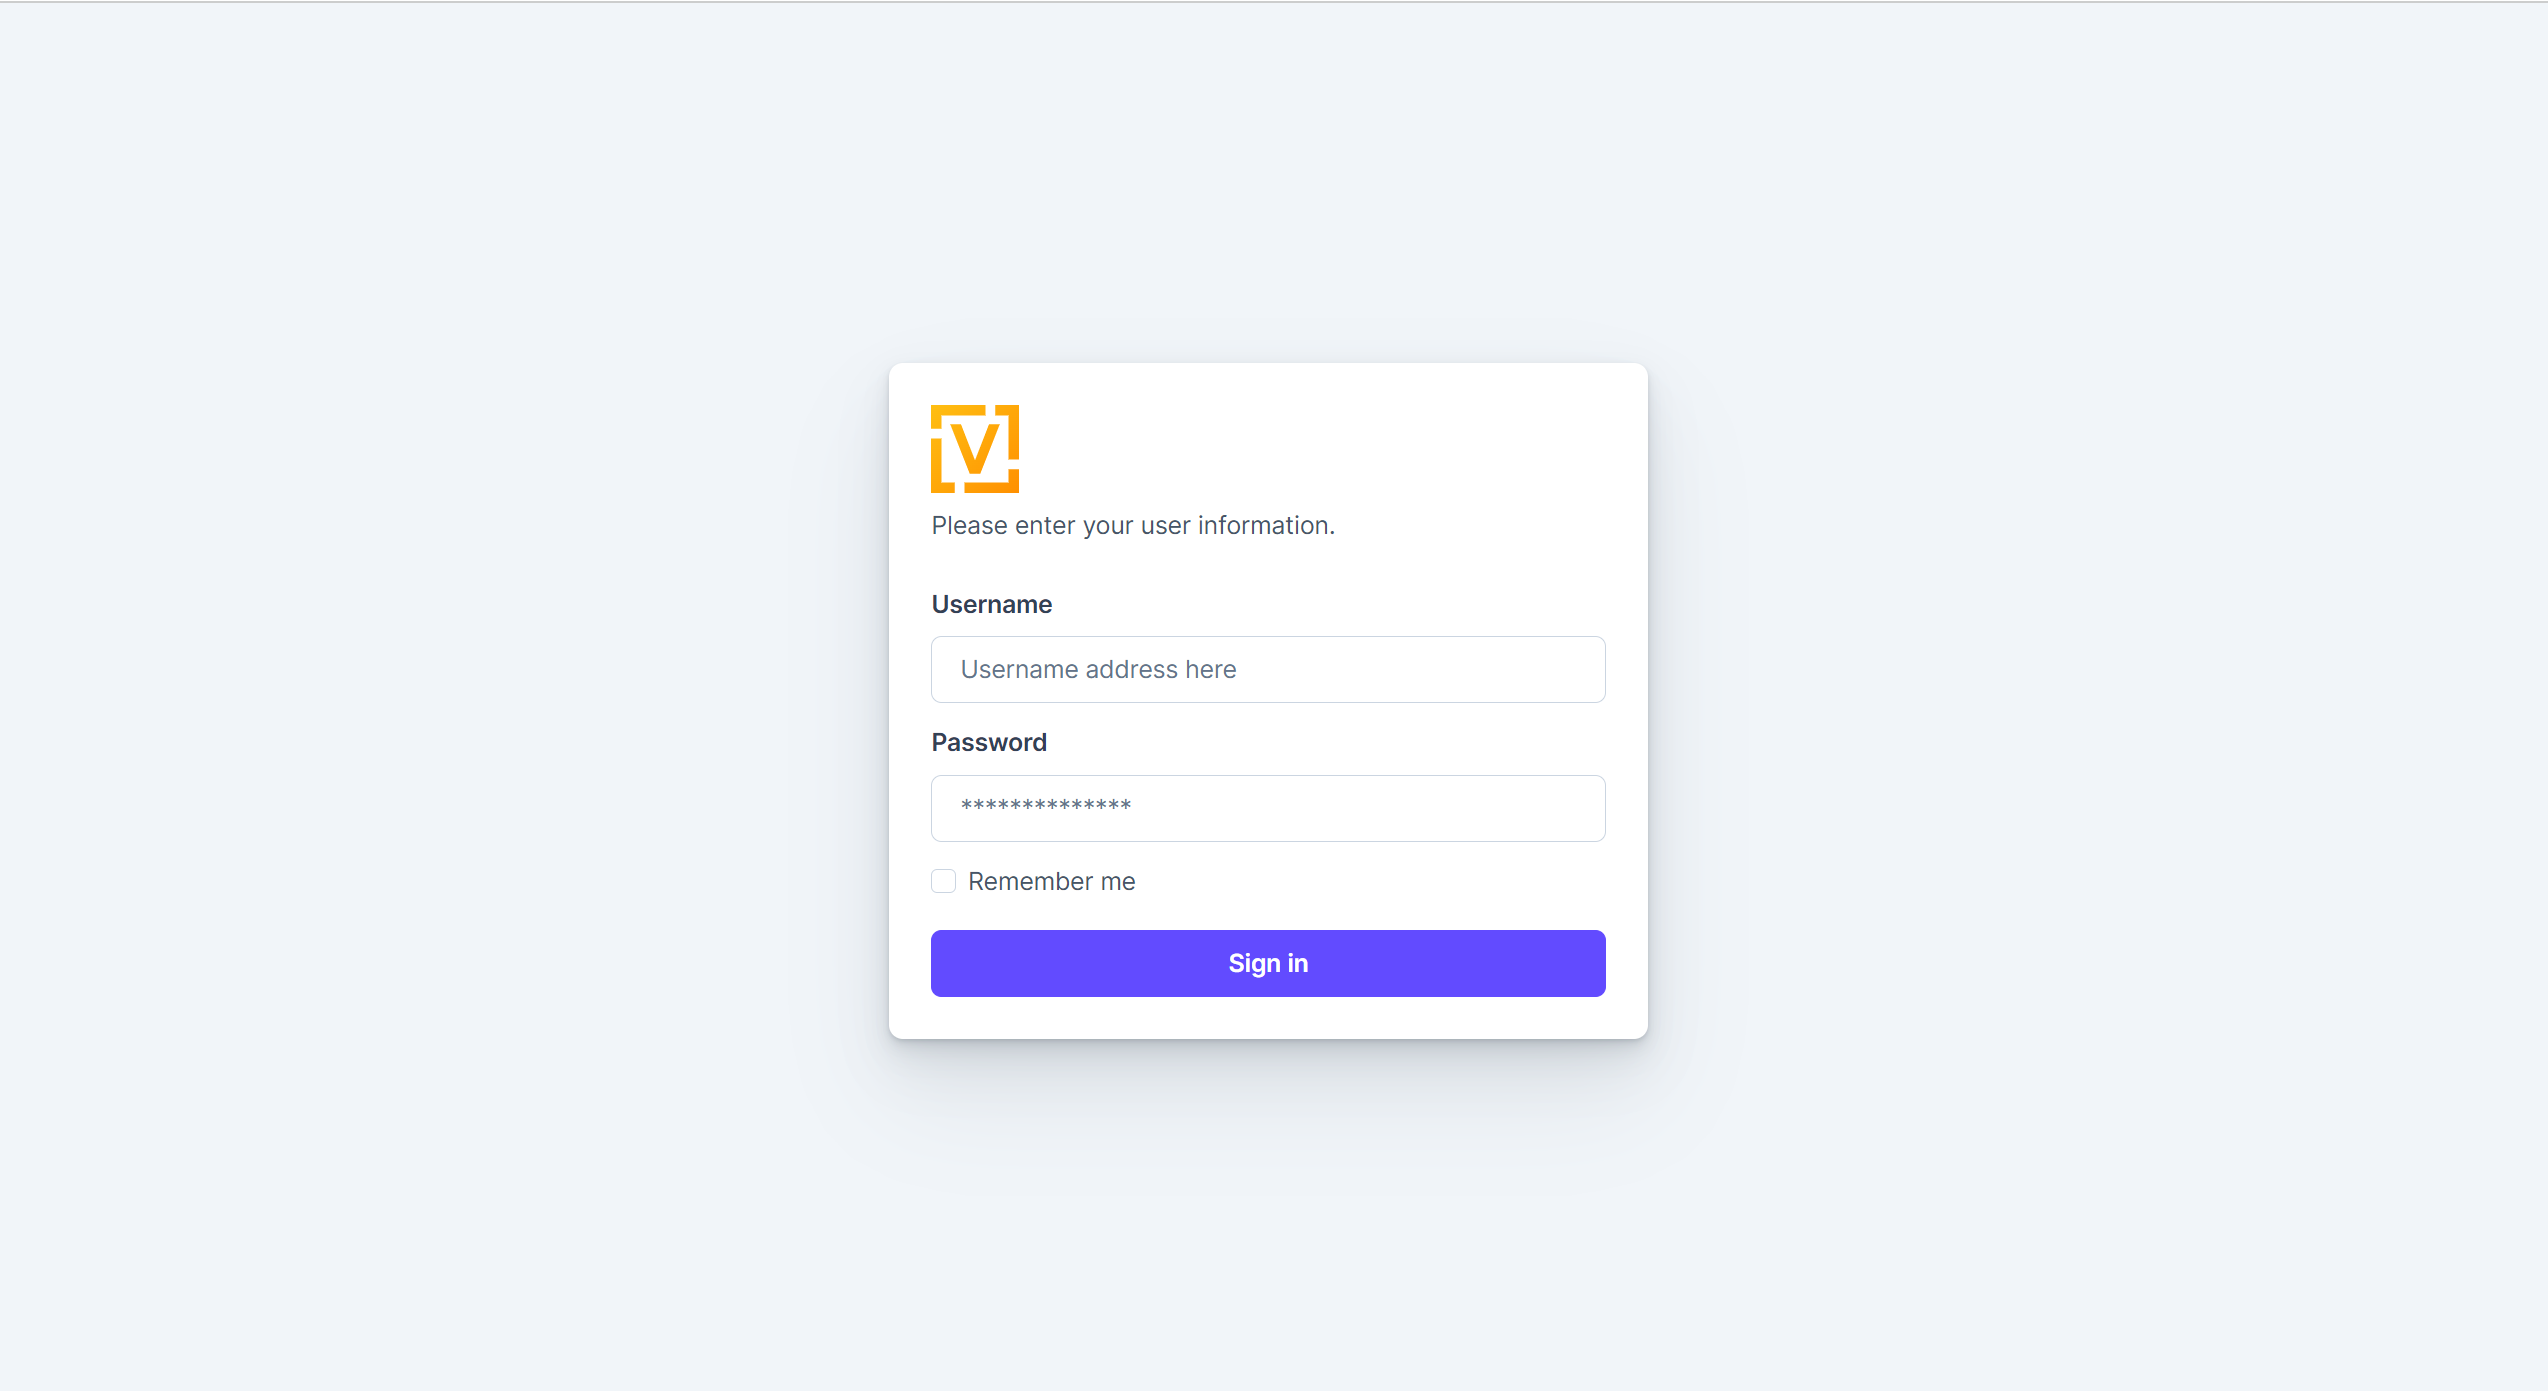 V
Please enter your user information.
Username
Username address here
Password
**************
Remember me
Sign in